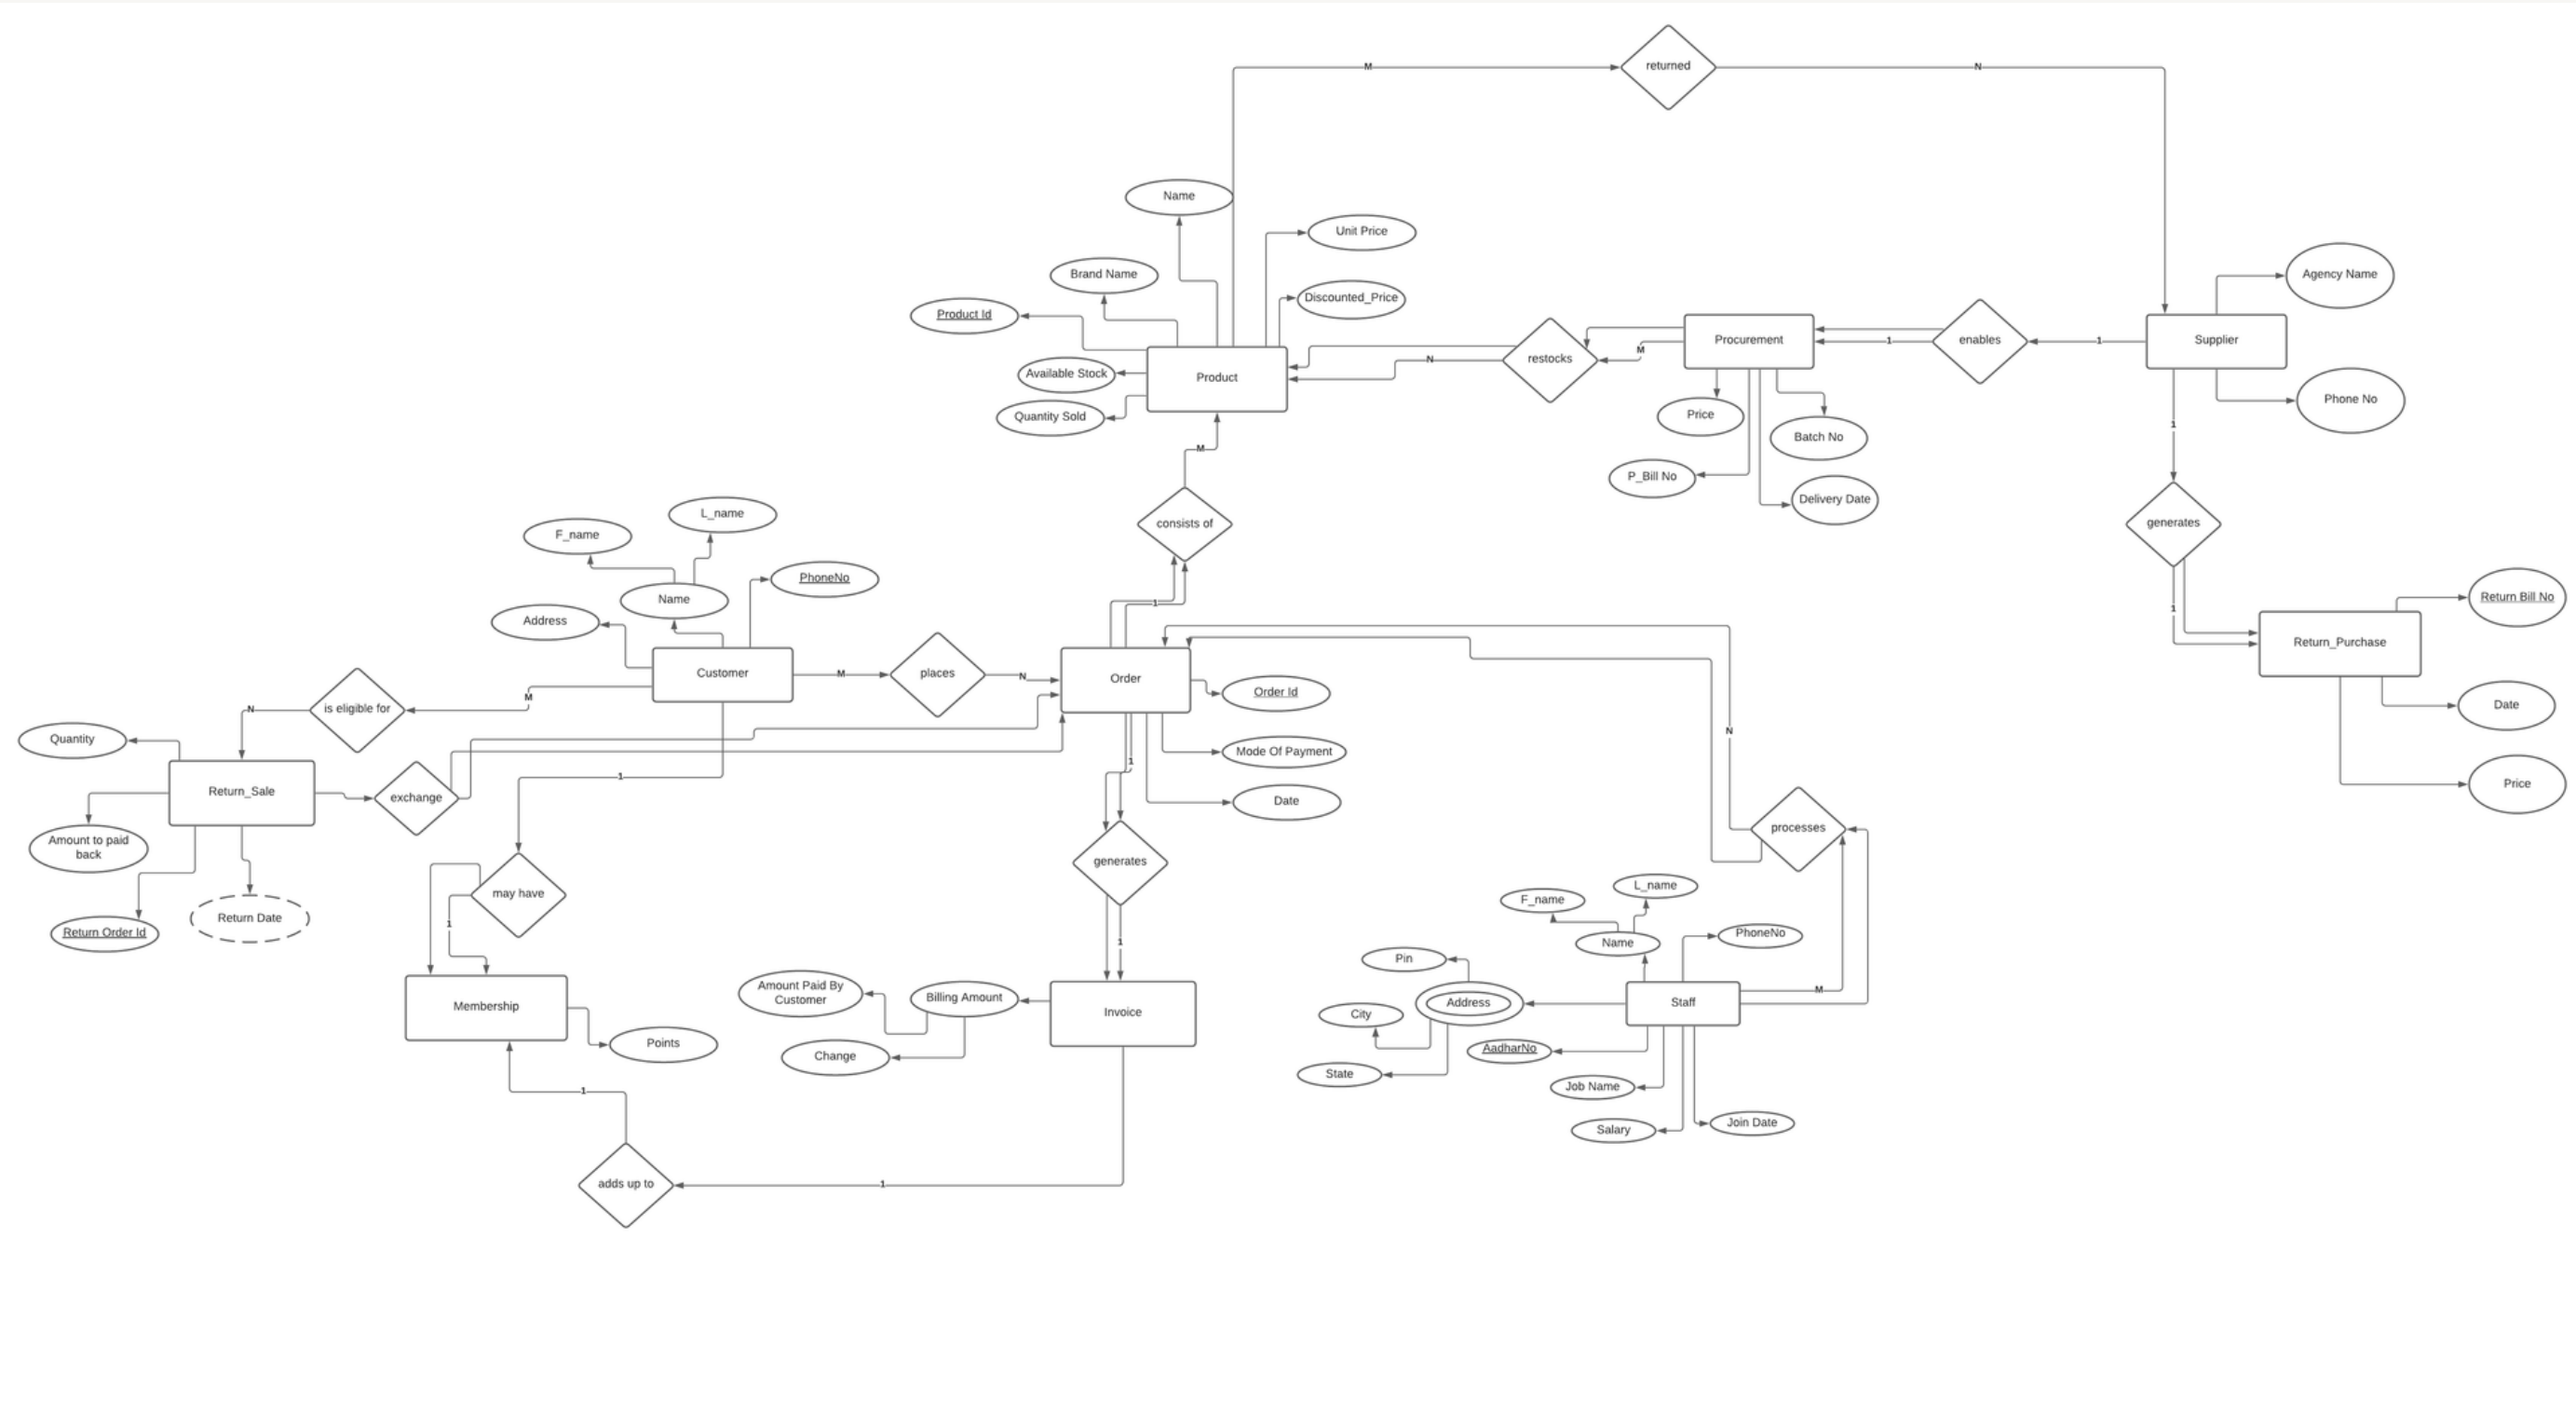 M
returned
N
Name
Unit Price
Brand Name
Agency Name
Discounted_Price
Product Id
Procurement
enables
Supplier
1
1
M
restocks
N
Available Stock
Product
Phone No
Quantity Sold
Price
1
Batch No
M
P_Bill No
Delivery Date
L_name
consists of
generates
F_name
PhoneNo
Return Bill No
Name
1
1
Address
Return_Purchase
Customer
M
places
N
Order
Order Id
M
is eligible for
N
Date
N
Quantity
Mode Of Payment
1
1
Price
Return_Sale
exchange
Date
processes
Amount to paid
back
generates
L_name
may have
F_name
Return Date
1
Return Order Id
1
Name
PhoneNo
Pin
Amount Paid By
Customer
Billing Amount
M
Membership
Invoice
Address
Staff
City
Points
Change
AadharNo
State
Job Name
1
Salary
Join Date
adds up to
1